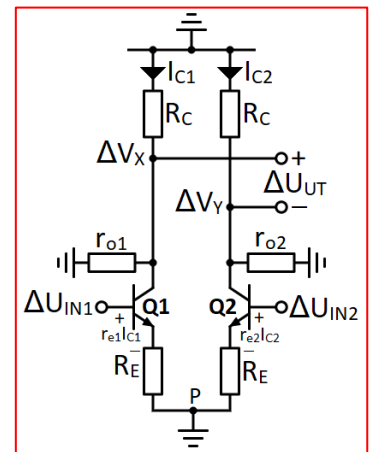 IC1 IC2
RC RC
ΔVX +
ΔUUT
ΔVY −
ro1 ro2
ΔUIN1 Q1 Q2 ΔUIN2
+ +
re1IC1 re2IC2
− −
RE RE
P